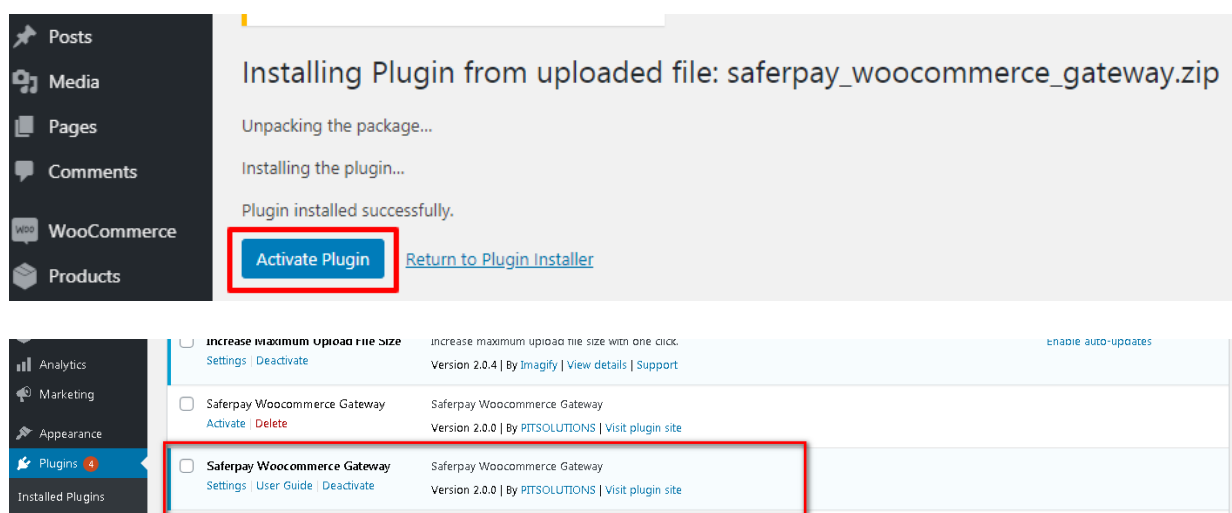 Posts
Media
Pages
Comments
WooCommerce
Products
Installing Plugin from uploaded file: saferpay_woocommerce_gateway.zip
Unpacking the package...
Installing the plugin...
Plugin installed successfully.
Activate Plugin Return to Plugin Installer
Analytics
Marketing
Appearance
Plugins 4
Installed Plugins
Increase Maximum Upload File Size Increase maximum upload file size with one click. Enable auto-updates
Settings | Deactivate Version 2.0.4 | By Imagify | View details | Support
Saferpay Woocommerce Gateway Saferpay Woocommerce Gateway
Activate | Delete Version 2.0.0 | By PITSOLUTIONS | Visit plugin site
Saferpay Woocommerce Gateway Saferpay Woocommerce Gateway
Settings | User Guide | Deactivate Version 2.0.0 | By PITSOLUTIONS | Visit plugin site